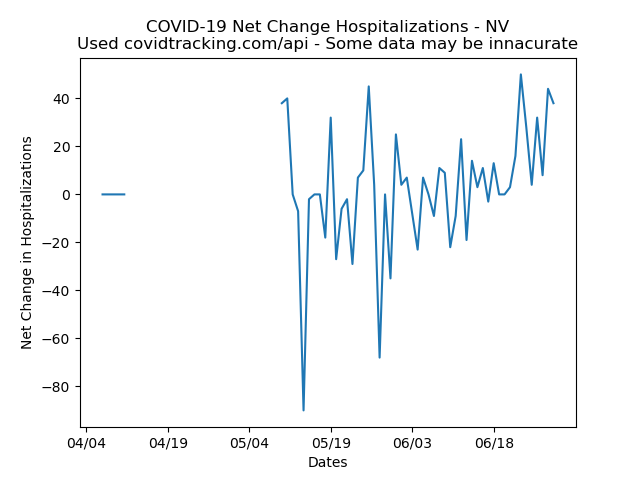 COVID-19 Net Change Hospitalizations - NV
Used covidtracking.com/api - Some data may be innacurate
40
20
0
−20
−40
−60
−80
Net Change in Hospitalizations
04/04 04/19 05/04 05/19 06/03 06/18
Dates